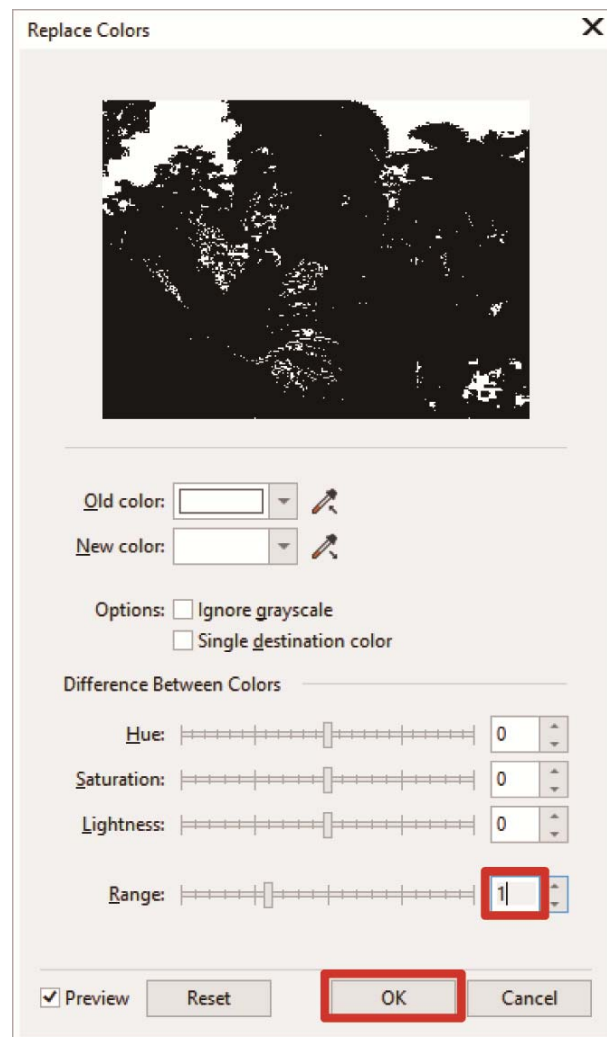 Replace Colors X
Old color:
New color:
Options: Ignore grayscale
Single destination color
Difference Between Colors
Hue: 0
Saturation: 0
Lightness: 0
Range: 1
Preview Reset OK Cancel